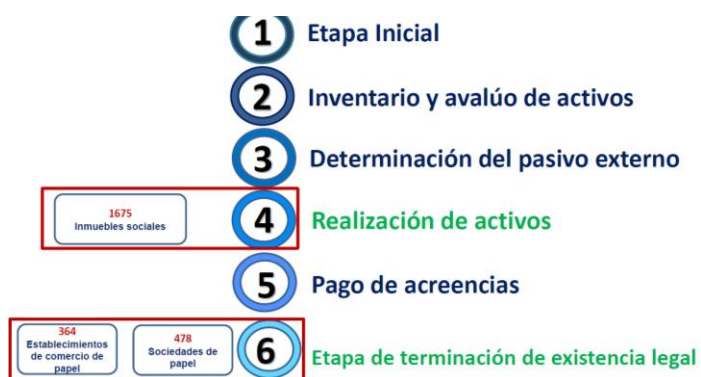 1 Etapa Inicial
2 Inventario y avalúo de activos
3 Determinación del pasivo externo
1675
Inmuebles sociales
4 Realización de activos
5 Pago de acreencias
364
Establecimientos
de comercio de
papel
478
Sociedades de
papel
6 Etapa de terminación de existencia legal